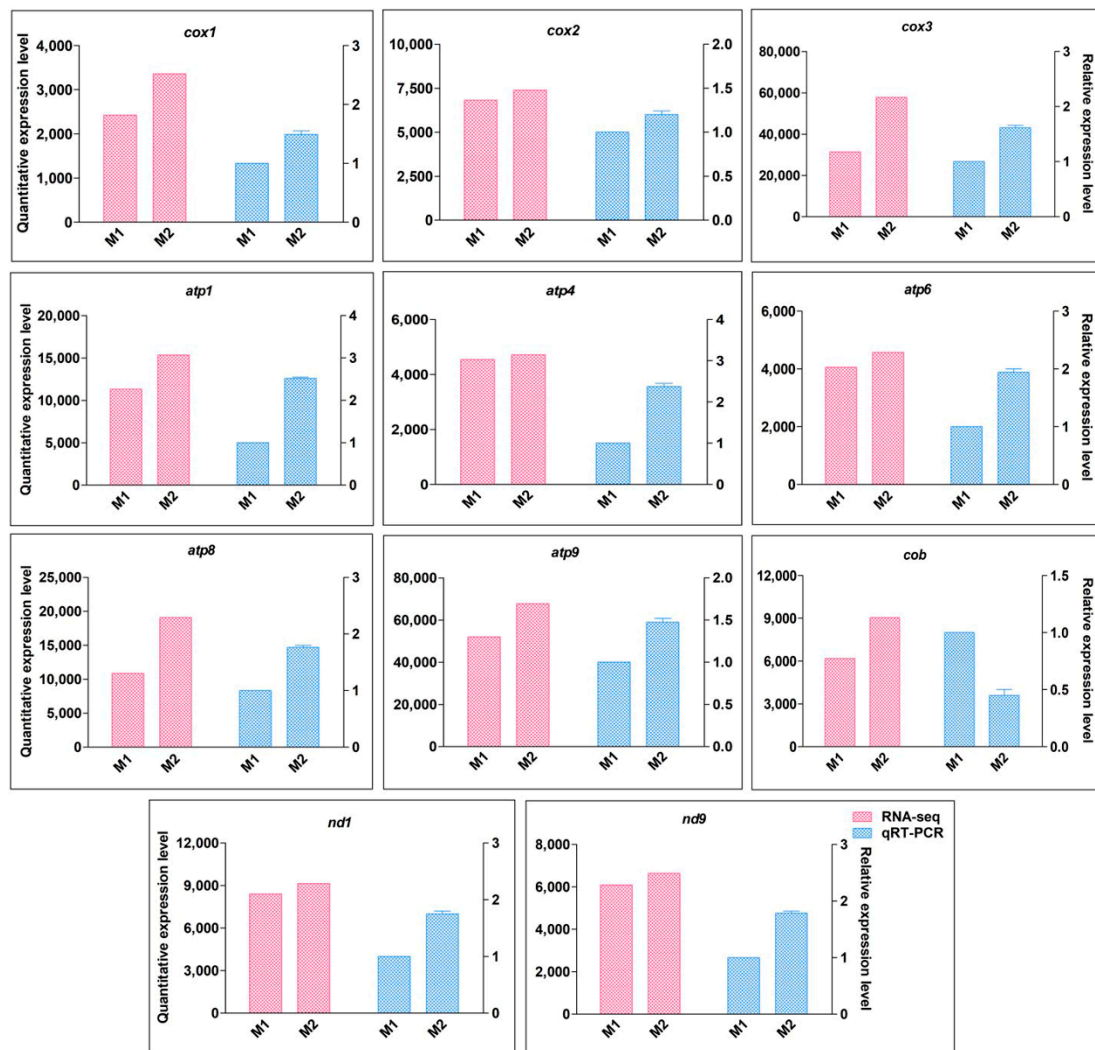 cox1
Quantitative expression level
4,000
3,000
2,000
1,000
0
3
2
1
0
M1
M2
M1
M2
cox2
10,000
7,500
5,000
2,500
0
2.0
1.5
1.0
0.5
0.0
M1
M2
M1
M2
cox3
80,000
60,000
40,000
20,000
0
3
2
1
0
Relative expression level
M1
M2
M1
M2
atp1
Quantitative expression level
20,000
15,000
10,000
5,000
0
4
3
2
1
0
M1
M2
M1
M2
atp4
6,000
4,000
2,000
0
4
3
2
1
0
M1
M2
M1
M2
atp6
6,000
4,000
2,000
0
3
2
1
0
Relative expression level
M1
M2
M1
M2
atp8
Quantitative expression level
25,000
20,000
15,000
10,000
5,000
0
3
2
1
0
M1
M2
M1
M2
atp9
80,000
60,000
40,000
20,000
0
2.0
1.5
1.0
0.5
0.0
M1
M2
M1
M2
cob
12,000
9,000
6,000
3,000
0
1.5
1.0
0.5
0.0
Relative expression level
M1
M2
M1
M2
nd1
Quantitative expression level
12,000
9,000
6,000
3,000
0
3
2
1
0
M1
M2
M1
M2
nd9
RNA-seq
qRT-PCR
8,000
6,000
4,000
2,000
0
3
2
1
0
Relative expression level
M1
M2
M1
M2